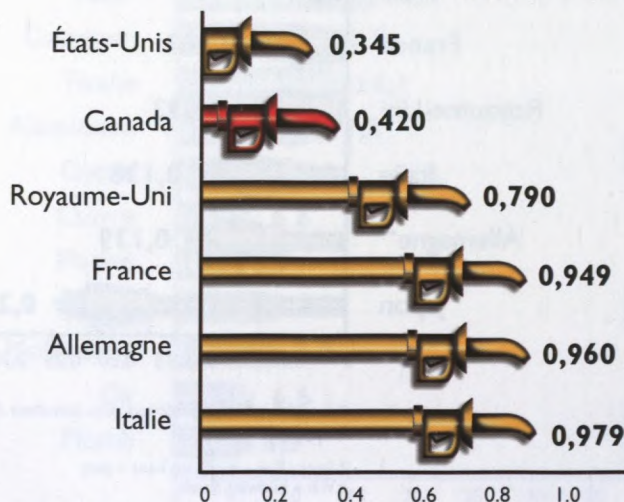 États-Unis 0,345
Canada 0,420
Royaume-Uni 0,790
France 0,949
Allemagne 0,960
Italie 0,979
0 0.2 0.4 0.6 0.8 1.0